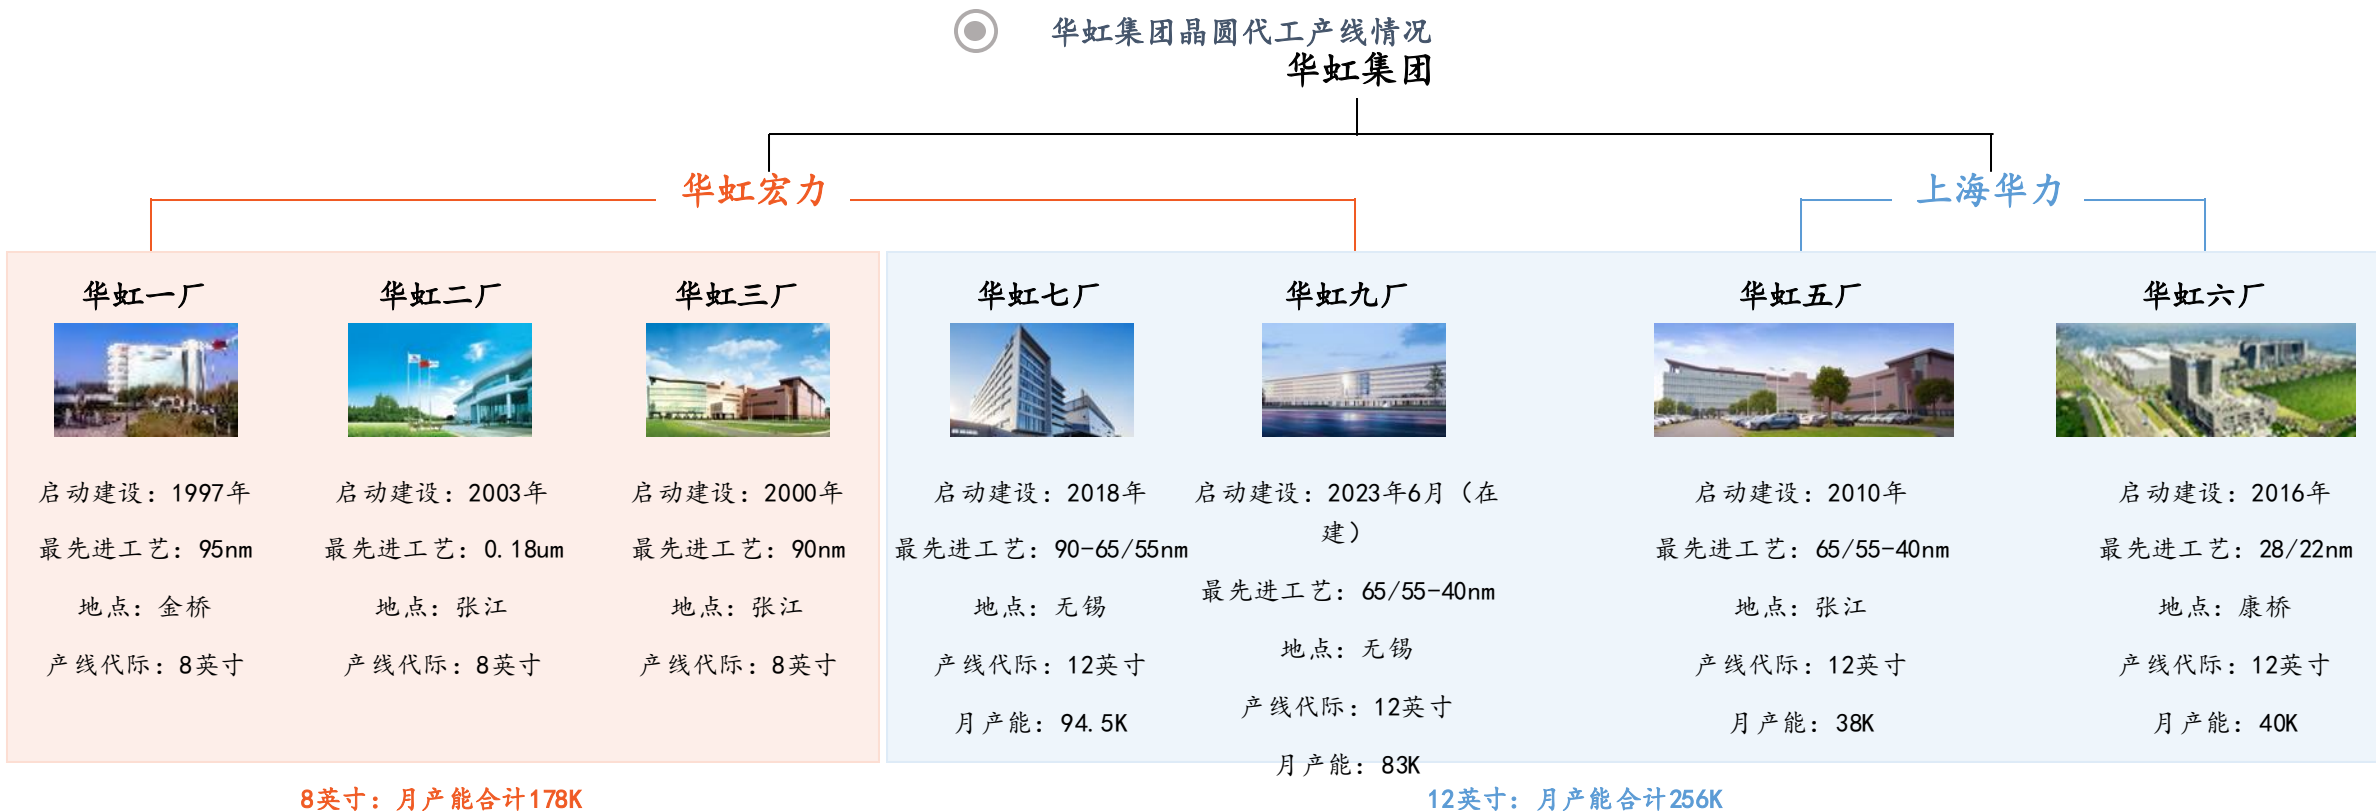 华虹集团晶圆代工产线情况
华虹集团
华虹宏力
上海华力
华虹一厂
启动建设：1997年
最先进工艺：95nm
地点：金桥
产线代际：8英寸
华虹二厂
启动建设：2003年
最先进工艺：0.18um
地点：张江
产线代际：8英寸
华虹三厂
启动建设：2000年
最先进工艺：90nm
地点：张江
产线代际：8英寸
华虹七厂
启动建设：2018年
最先进工艺：90-65/55nm
地点：无锡
产线代际：12英寸
月产能：94.5K
华虹九厂
启动建设：2023年6月（在
建）
最先进工艺：65/55-40nm
地点：无锡
产线代际：12英寸
月产能：83K
华虹五厂
启动建设：2010年
最先进工艺：65/55-40nm
地点：张江
产线代际：12英寸
月产能：38K
华虹六厂
启动建设：2016年
最先进工艺：28/22nm
地点：康桥
产线代际：12英寸
月产能：40K
8英寸：月产能合计178K
12英寸：月产能合计256K